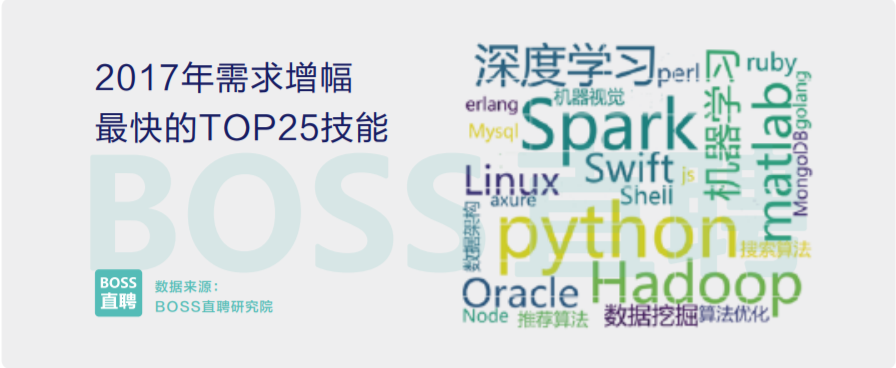 2017年需求增幅
最快的TOP25技能
BOSS直聘
BOSS
直聘
数据来源：
BOSS直聘研究院
深度学习
perl
机器学习
ruby
erlang
机器视觉
Spark
matlab
golang
Mysql
MongoDB
Swift
js
Linux
Shell
axure
数据架构
python
搜索算法
Oracle
Hadoop
Node
推荐算法
数据挖掘
算法优化